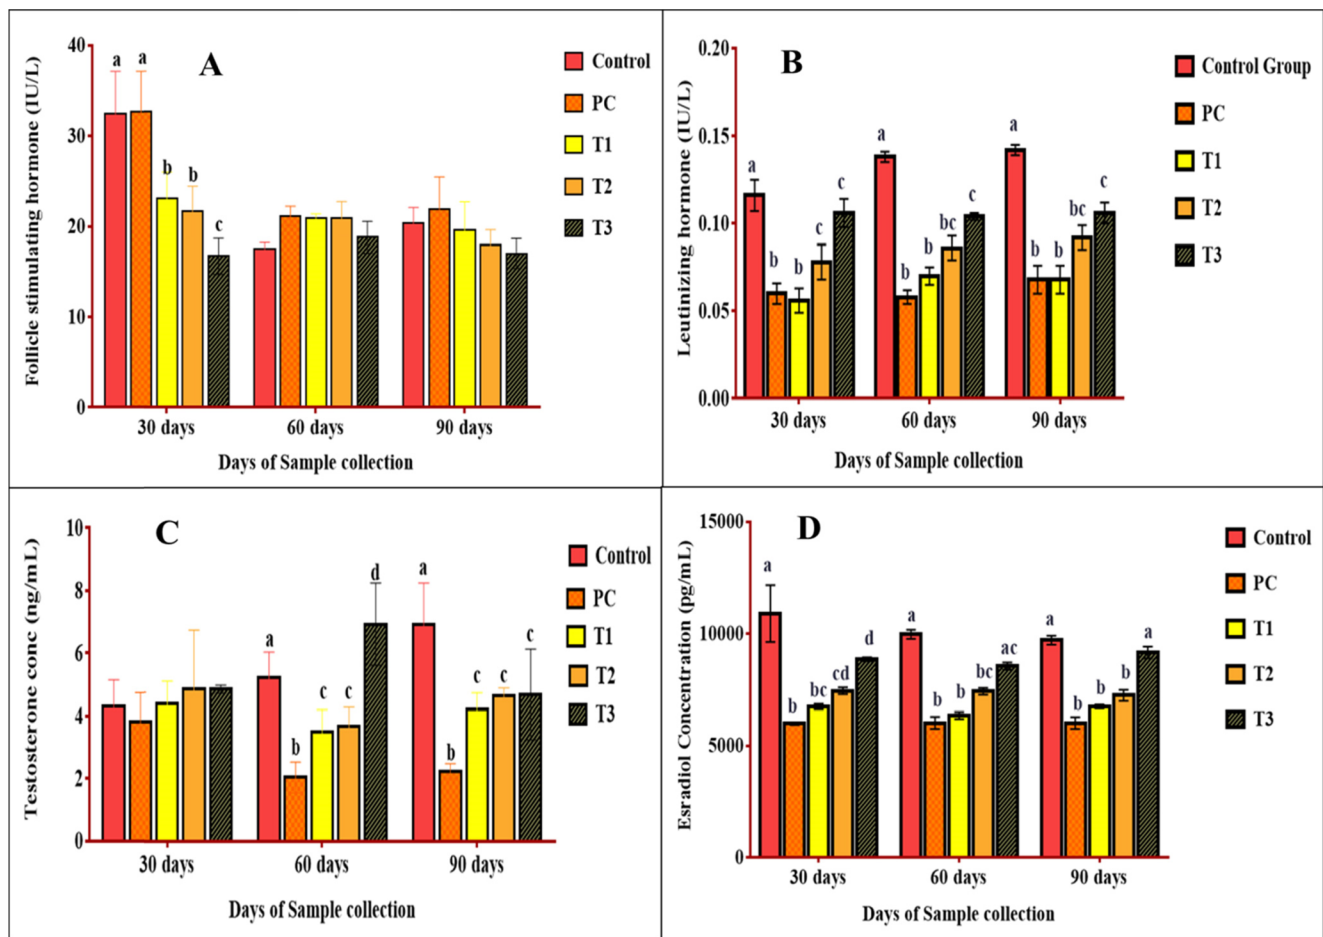 A
40
30
20
10
0
Follicle stimulating hormone (IU/L)
a a
b b
c
30 days 60 days 90 days
Days of Sample collection
Control
PC
T1
T2
T3
B
0.20
0.15
0.10
0.05
0.00
Leutinizing hormone (IU/L)
a b b c c
a b b bc c
a b b bc c
30 days 60 days 90 days
Days of Sample collection
Control Group
PC
T1
T2
T3
C
10
8
6
4
2
0
Testosterone conc (ng/mL)
a b c c d
a b c c c
30 days 60 days 90 days
Days of Sample collection
Control
PC
T1
T2
T3
D
15000
10000
5000
0
Esradiol Concentration (pg/mL)
a b bc cd d
a b b bc ac
a b b b a
30 days 60 days 90 days
Days of Sample collection
Control
PC
T1
T2
T3